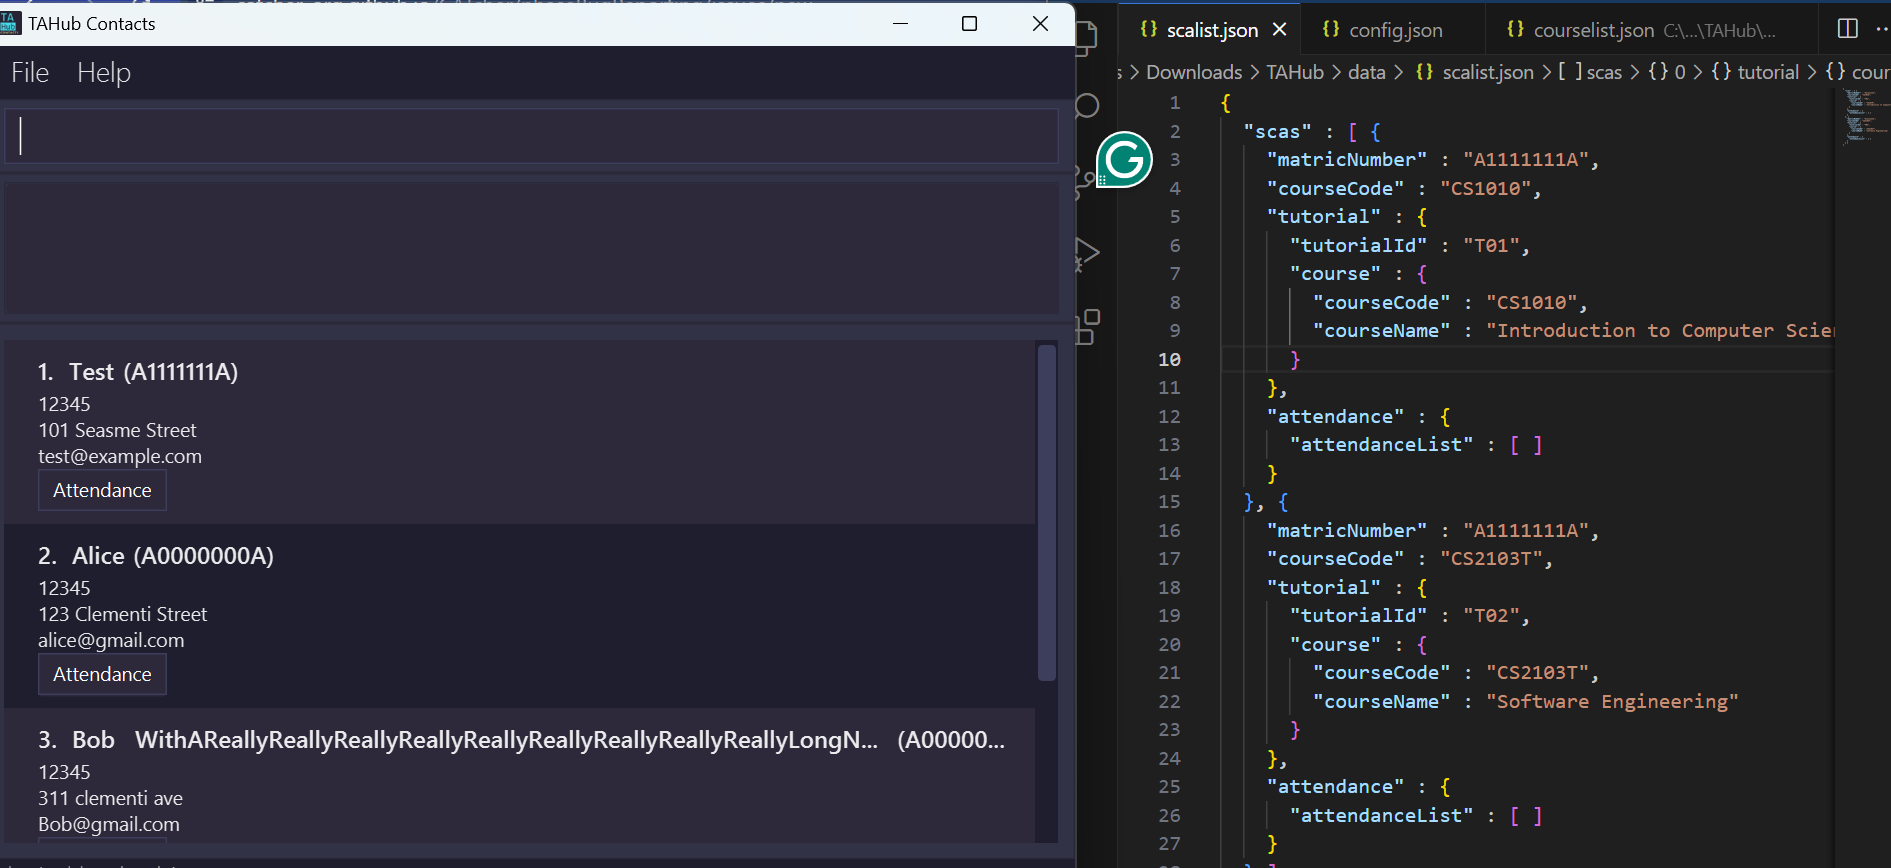 TAHub Contacts
File Help
1. Test (A1111111A)
12345
101 Seasme Street
test@example.com
Attendance
2. Alice (A0000000A)
12345
123 Clementi Street
alice@gmail.com
Attendance
3. Bob WithAReallyReallyReallyReallyReallyReallyReallyReallyReallyLongN... (A00000...
12345
311 clementi ave
Bob@gmail.com
{} scalist.json {} config.json {} courselist.json C:\...\TAHub\...
s > Downloads > TAHub > data > {} scalist.json > [ ] scas > {} 0 > {} tutorial > {} cour
1 {
2 "scas" : [ {
3 "matricNumber" : "A1111111A",
4 "courseCode" : "CS1010",
5 "tutorial" : {
6 "tutorialId" : "T01",
7 "course" : {
8 "courseCode" : "CS1010",
9 "courseName" : "Introduction to Computer Scie
10 }
11 },
12 "attendance" : {
13 "attendanceList" : [ ]
14 }
15 }, {
16 "matricNumber" : "A1111111A",
17 "courseCode" : "CS2103T",
18 "tutorial" : {
19 "tutorialId" : "T02",
20 "course" : {
21 "courseCode" : "CS2103T",
22 "courseName" : "Software Engineering"
23 }
24 },
25 "attendance" : {
26 "attendanceList" : [ ]
27 }